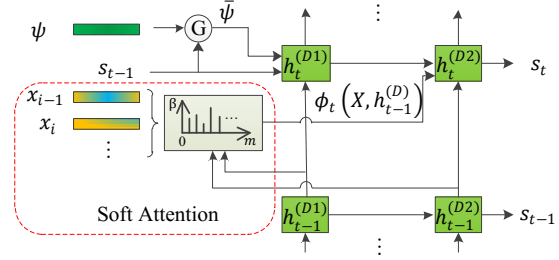 ψ G ψ̄ ⋮
s_{t−1} h_t^{(D1)} h_t^{(D2)} s_t
x_{i−1} β ... ϕ_t (X, h_{t−1}^{(D)})
x_i 0 m
⋮
Soft Attention h_{t−1}^{(D1)} h_{t−1}^{(D2)} s_{t−1}
⋮